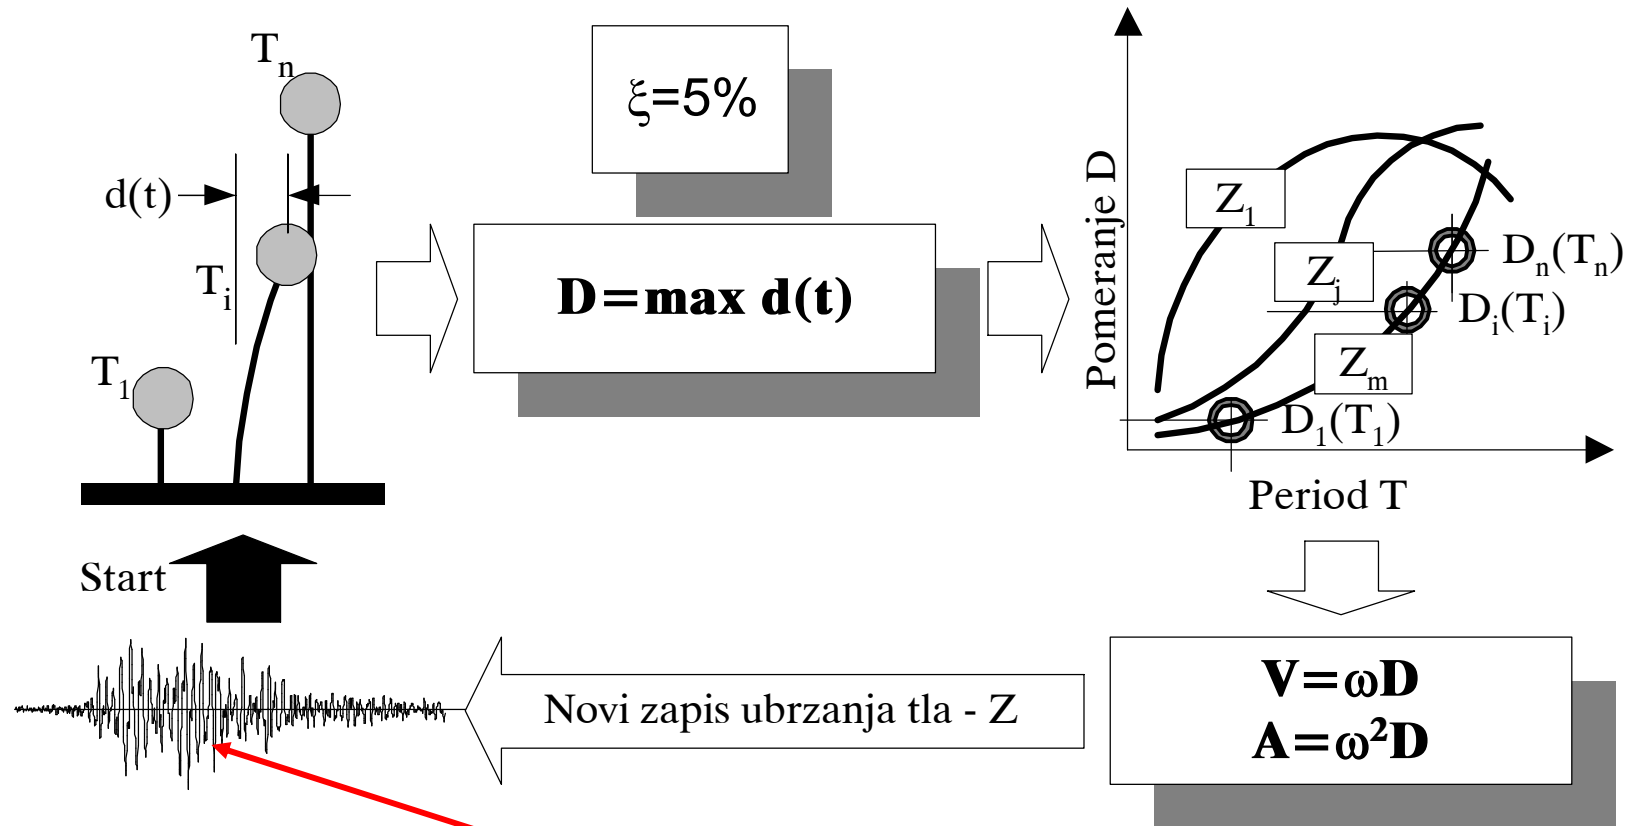 Tₙ
d(t)
Tᵢ
T₁
Start
ξ=5%
D=max d(t)
Pomeranje D
Z₁
Zⱼ
Zₘ
Dₙ(Tₙ)
Dᵢ(Tᵢ)
D₁(T₁)
Period T
V=ωD
A=ω²D
Novi zapis ubrzanja tla - Z